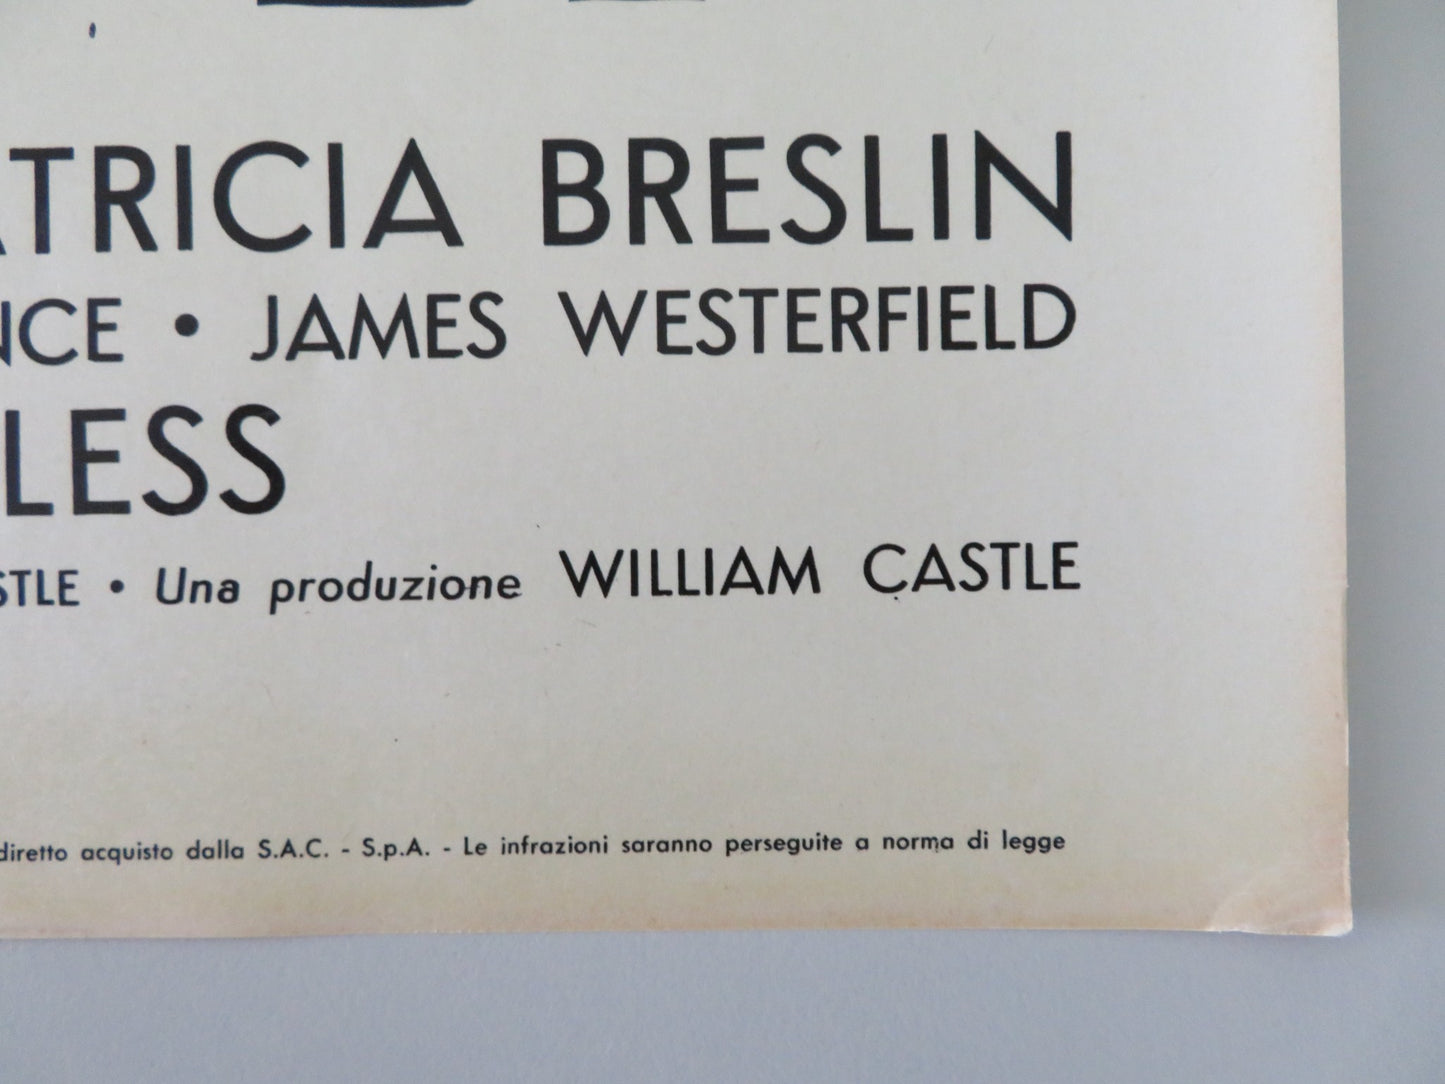 ATRICIA BRESLIN
NCE • JAMES WESTERFIELD
LESS
STLE • Una produzione WILLIAM CASTLE
diretto acquisto dalla S.A.C. - S.p.A. - Le infrazioni saranno perseguite a norma di legge